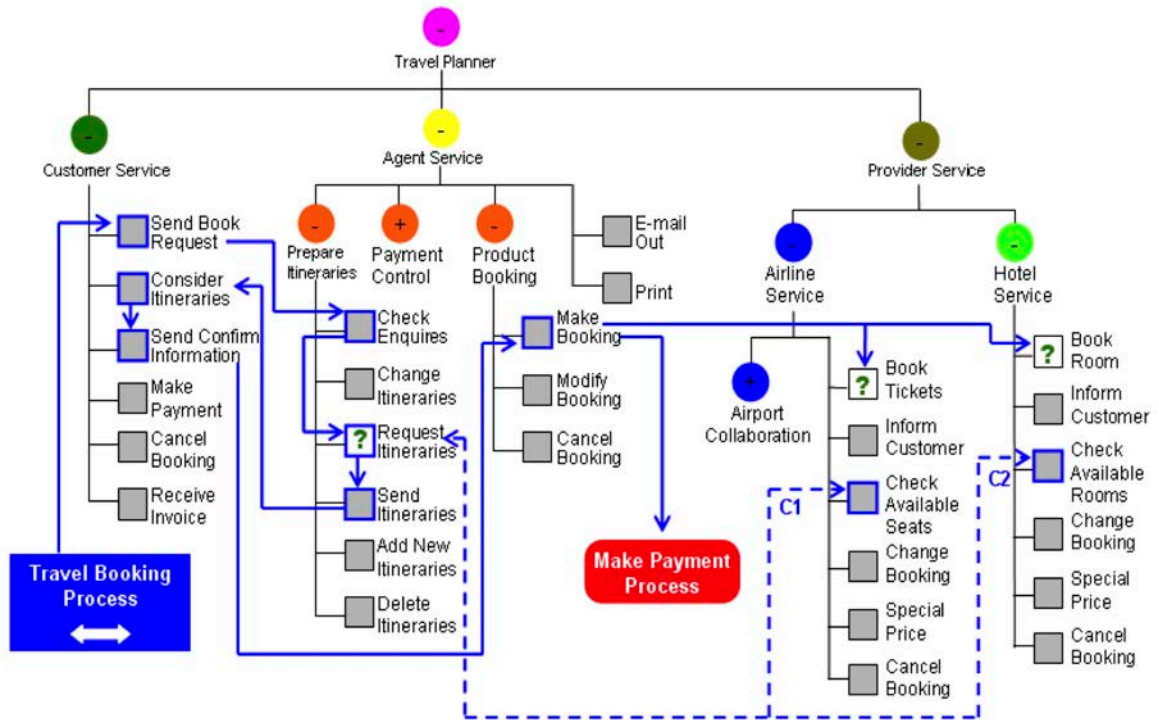 -
Travel Planner
-
Customer Service
-
Agent Service
-
Provider Service
Send Book
Request
Consider
Itineraries
Send Confirm
Information
Make
Payment
Cancel
Booking
Receive
Invoice
Travel Booking
Process
-
Prepare
Itineraries
+
Payment
Control
-
Product
Booking
E-mail
Out
Print
Check
Enquires
Change
Itineraries
?
Request
Itineraries
Send
Itineraries
Add New
Itineraries
Delete
Itineraries
Make
Booking
Modify
Booking
Cancel
Booking
Make Payment
Process
-
Airline
Service
+
Airport
Collaboration
?
Book
Tickets
Inform
Customer
C1
Check
Available
Seats
Change
Booking
Special
Price
Cancel
Booking
-
Hotel
Service
?
Book
Room
Inform
Customer
C2
Check
Available
Rooms
Change
Booking
Special
Price
Cancel
Booking